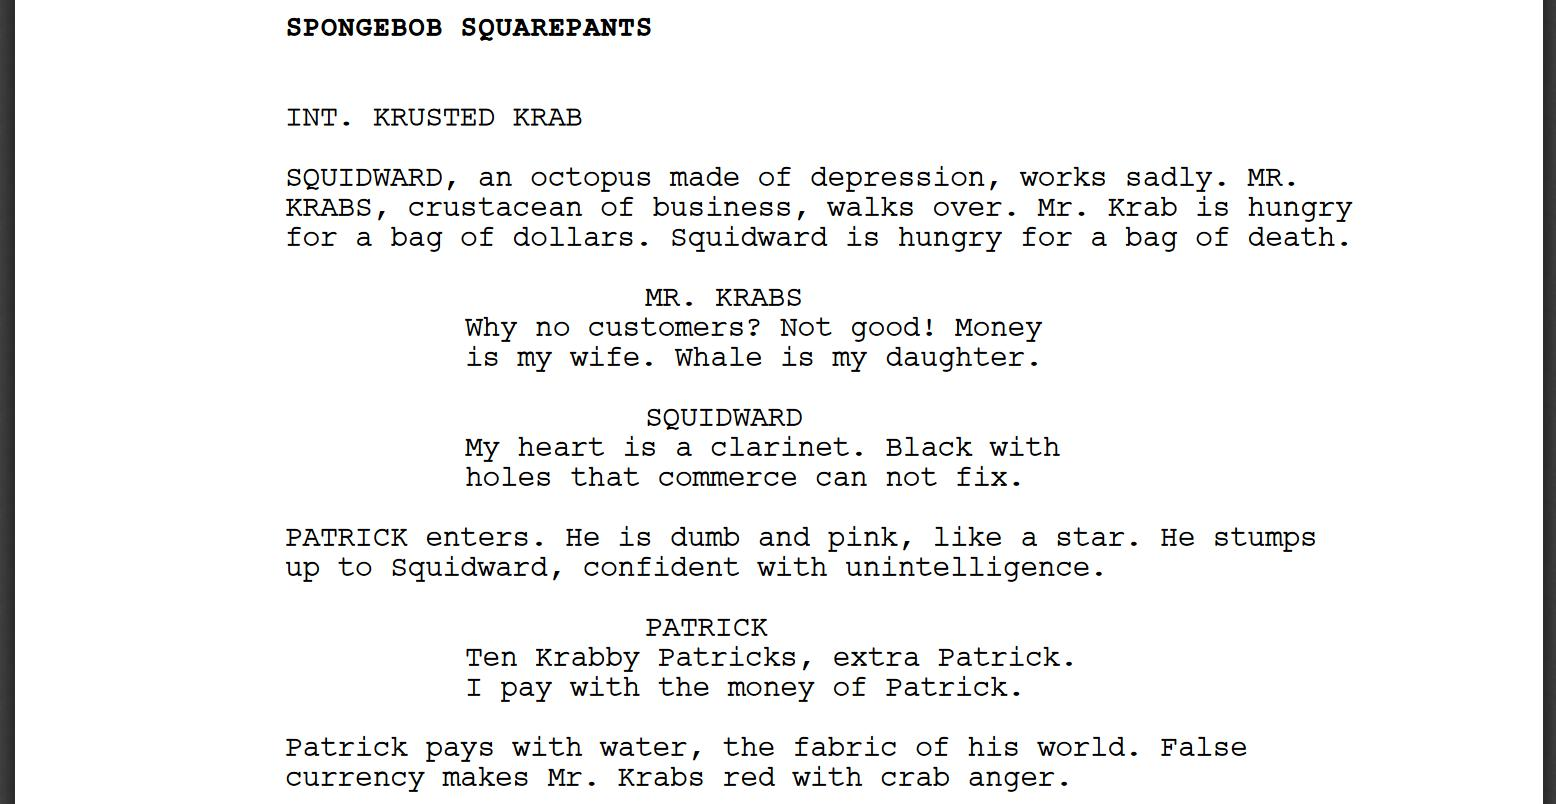 SPONGEBOB SQUAREPANTS
INT. KRUSTED KRAB
SQUIDWARD, an octopus made of depression, works sadly. MR.
KRABS, crustacean of business, walks over. Mr. Krab is hungry
for a bag of dollars. Squidward is hungry for a bag of death.
MR. KRABS
Why no customers? Not good! Money
is my wife. Whale is my daughter.
SQUIDWARD
My heart is a clarinet. Black with
holes that commerce can not fix.
PATRICK enters. He is dumb and pink, like a star. He stumps
up to Squidward, confident with unintelligence.
PATRICK
Ten Krabby Patricks, extra Patrick.
I pay with the money of Patrick.
Patrick pays with water, the fabric of his world. False
currency makes Mr. Krabs red with crab anger.